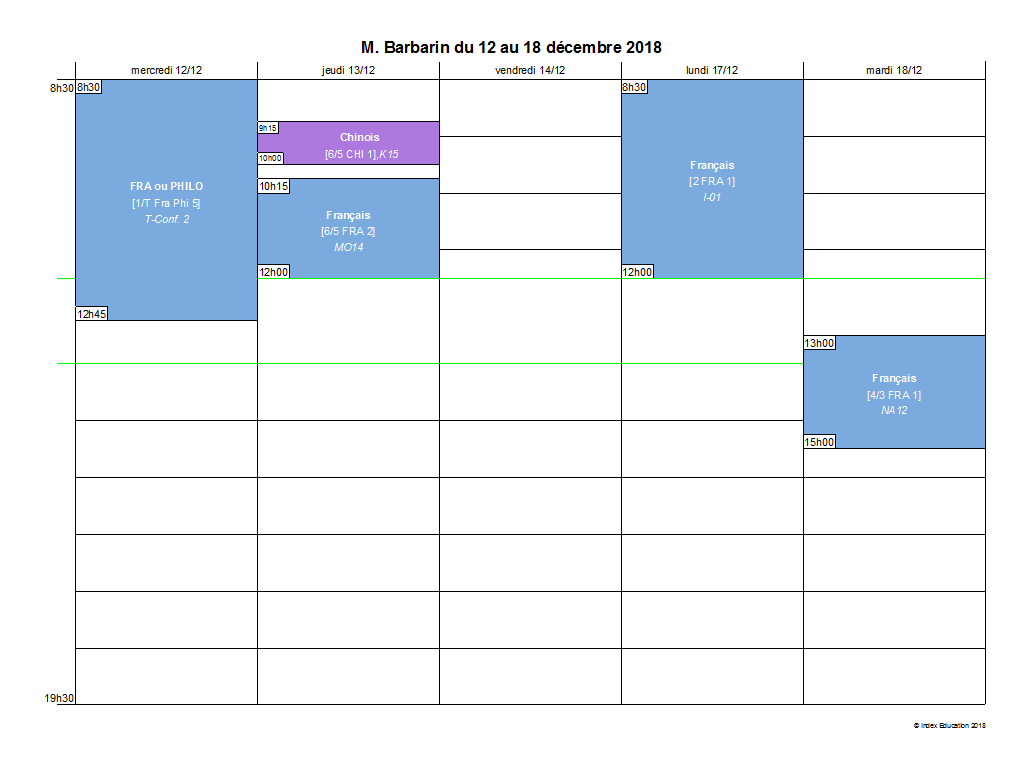 M. Barbarin du 12 au 18 décembre 2018
mercredi 12/12
jeudi 13/12
vendredi 14/12
lundi 17/12
mardi 18/12
8h30
8h30
FRA ou PHILO
[1/T Fra Phi 5]
T-Conf. 2
12h45
9h15
Chinois
[6/5 CHI 1],K15
10h00
10h15
Français
[6/5 FRA 2]
MO14
12h00
8h30
Français
[2 FRA 1]
I-01
12h00
13h00
Français
[4/3 FRA 1]
NA12
15h00
19h30
© Index Education 2018